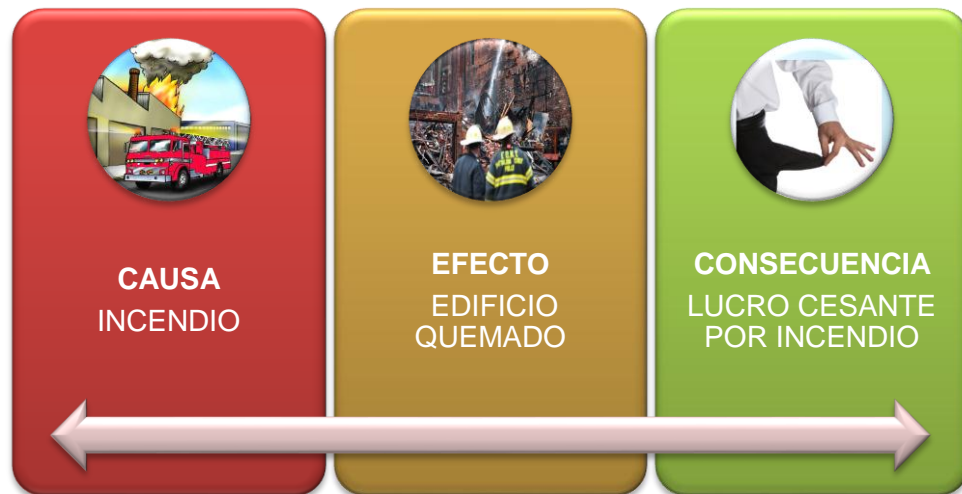 CAUSA
INCENDIO
EFECTO
EDIFICIO
QUEMADO
CONSECUENCIA
LUCRO CESANTE
POR INCENDIO